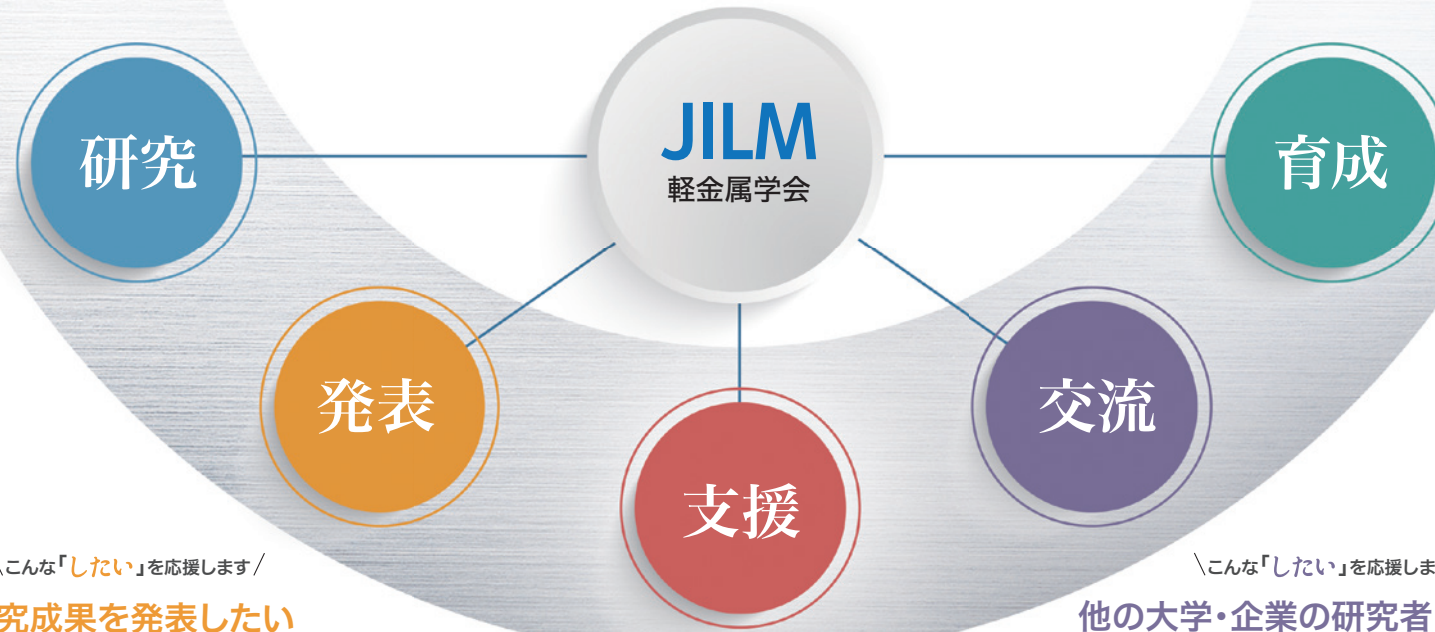 JILM
軽金属学会
研究
育成
発表
交流
支援
\こんな「したい」を応援します/
究成果を発表したい
\こんな「したい」を応援しま
他の大学・企業の研究者